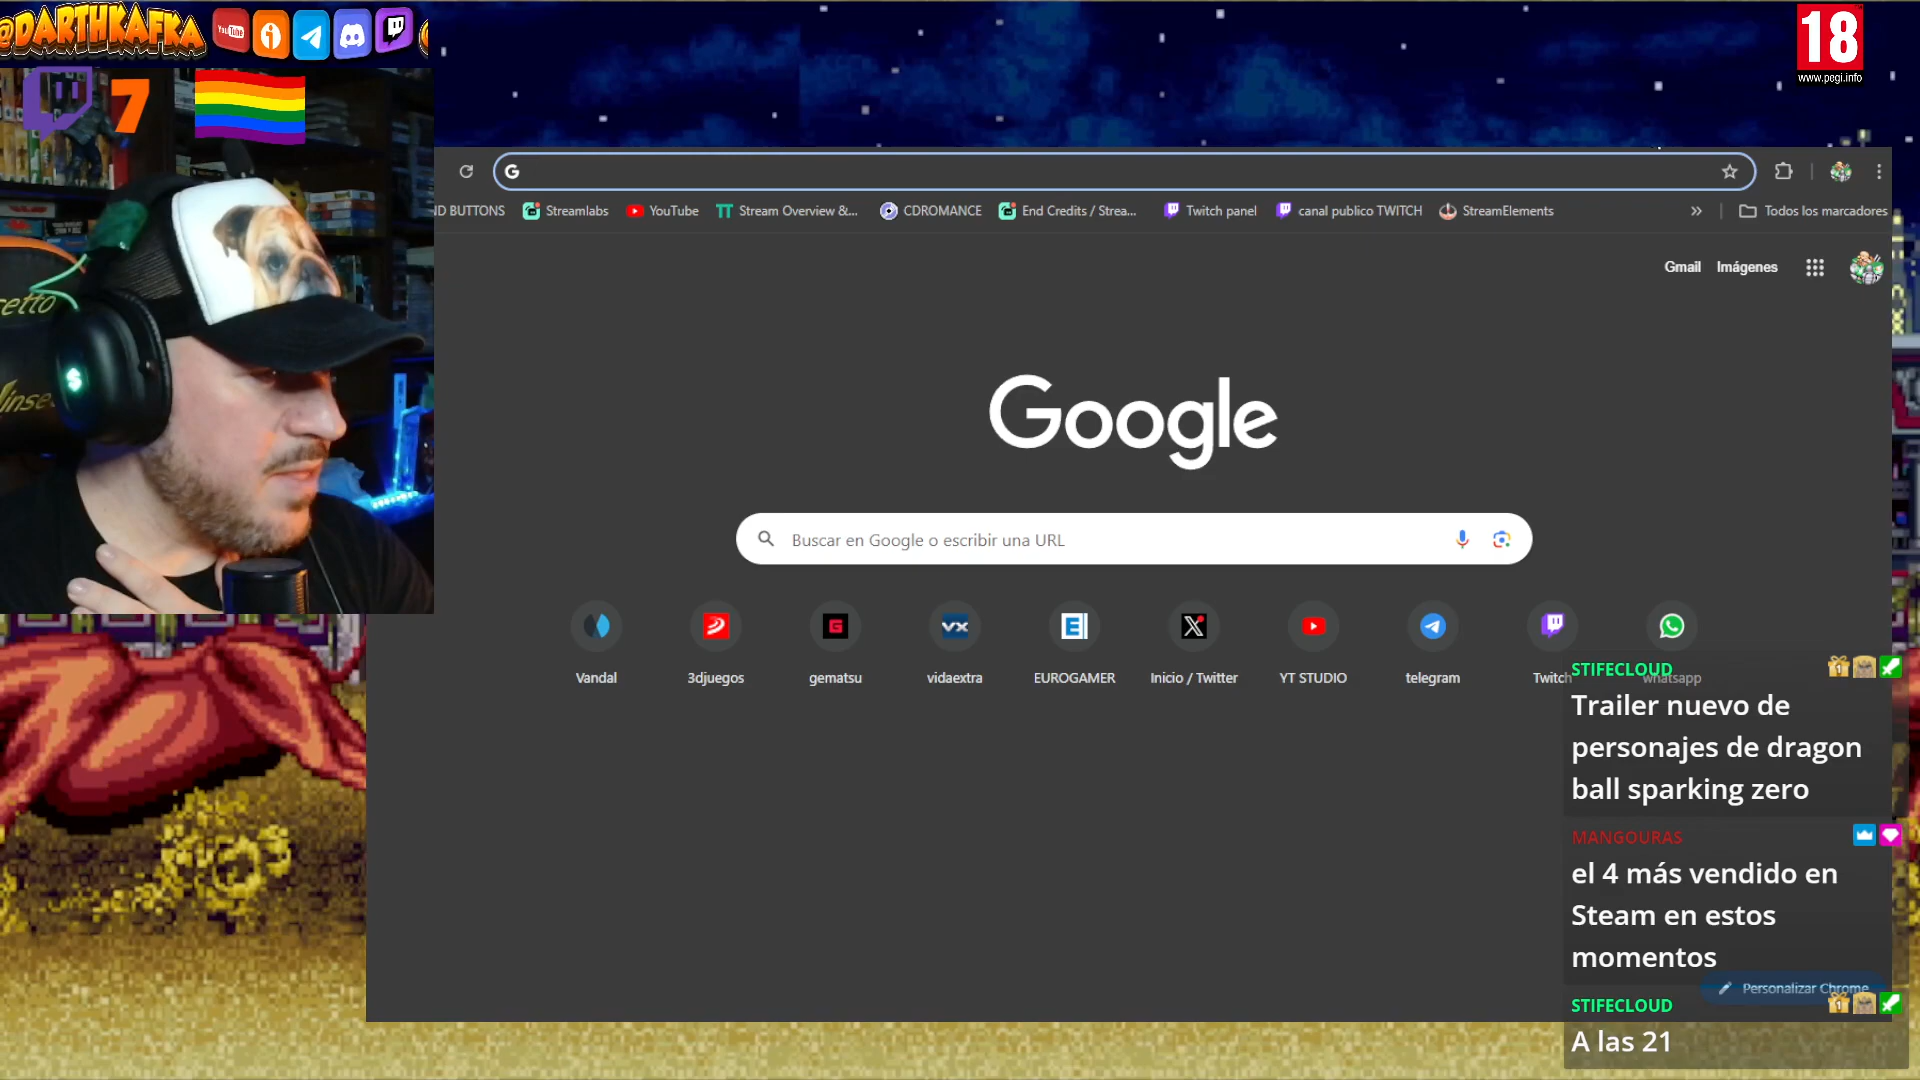 @DARTHKAFKA
YouTube
18
www.pegi.info
7
ND BUTTONS
Streamlabs
YouTube
Stream Overview &...
CDROMANCE
End Credits / Strea...
Twitch panel
canal publico TWITCH
StreamElements
Todos los marcadores
Gmail
Imágenes
Google
Buscar en Google o escribir una URL
Vandal
3djuegos
gematsu
vidaextra
EUROGAMER
Inicio / Twitter
YT STUDIO
telegram
Twitch
whatsapp
STIFECLOUD
Trailer nuevo de
personajes de dragon
ball sparking zero
MANGOURAS
el 4 más vendido en
Steam en estos
momentos
Personalizar Chrome
STIFECLOUD
A las 21